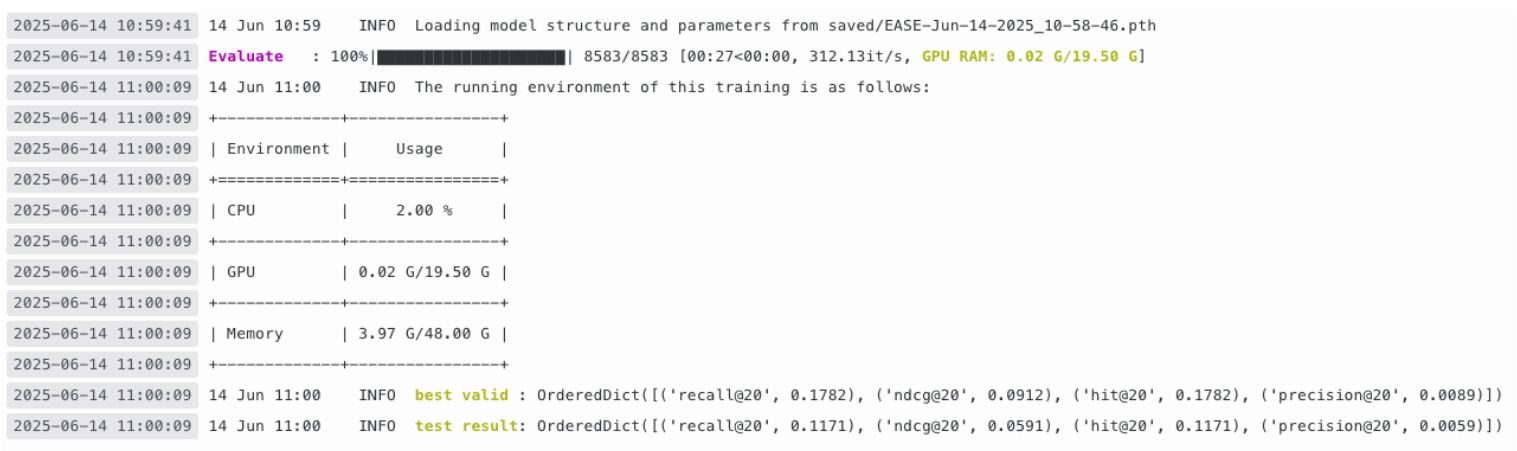 2025-06-14 10:59:41 14 Jun 10:59    INFO  Loading model structure and parameters from saved/EASE-Jun-14-2025_10-58-46.pth
2025-06-14 10:59:41 Evaluate   : 100%|████████████████████| 8583/8583 [00:27<00:00, 312.13it/s, GPU RAM: 0.02 G/19.50 G]
2025-06-14 11:00:09 14 Jun 11:00    INFO  The running environment of this training is as follows:
2025-06-14 11:00:09 +-------------+----------------+
2025-06-14 11:00:09 | Environment |     Usage      |
2025-06-14 11:00:09 +=============+================+
2025-06-14 11:00:09 | CPU         |     2.00 %     |
2025-06-14 11:00:09 +-------------+----------------+
2025-06-14 11:00:09 | GPU         | 0.02 G/19.50 G |
2025-06-14 11:00:09 +-------------+----------------+
2025-06-14 11:00:09 | Memory      | 3.97 G/48.00 G |
2025-06-14 11:00:09 +-------------+----------------+
2025-06-14 11:00:09 14 Jun 11:00    INFO  best valid : OrderedDict([('recall@20', 0.1782), ('ndcg@20', 0.0912), ('hit@20', 0.1782), ('precision@20', 0.0089)])
2025-06-14 11:00:09 14 Jun 11:00    INFO  test result: OrderedDict([('recall@20', 0.1171), ('ndcg@20', 0.0591), ('hit@20', 0.1171), ('precision@20', 0.0059)])